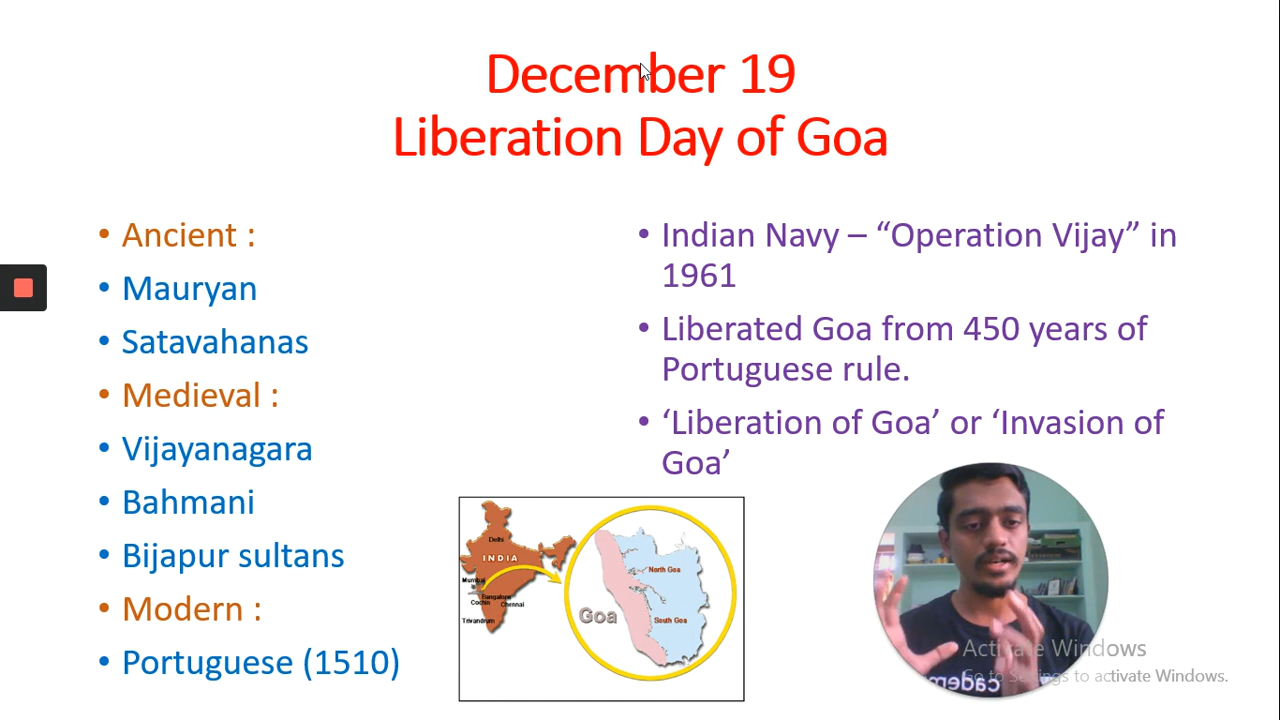 December 19
Liberation Day of Goa
• Ancient :
• Mauryan
• Satavahanas
• Medieval :
• Vijayanagara
• Bahmani
• Bijapur sultans
• Modern :
• Portuguese (1510)
• Indian Navy – “Operation Vijay” in
1961
• Liberated Goa from 450 years of
Portuguese rule.
• ‘Liberation of Goa’ or ‘Invasion of
Goa’
Delhi
INDIA
Mumbai
Bangalore
Cochin Chennai
Trivandrum
North Goa
Goa
South Goa
Activate Windows
Go to Settings to activate Windows.